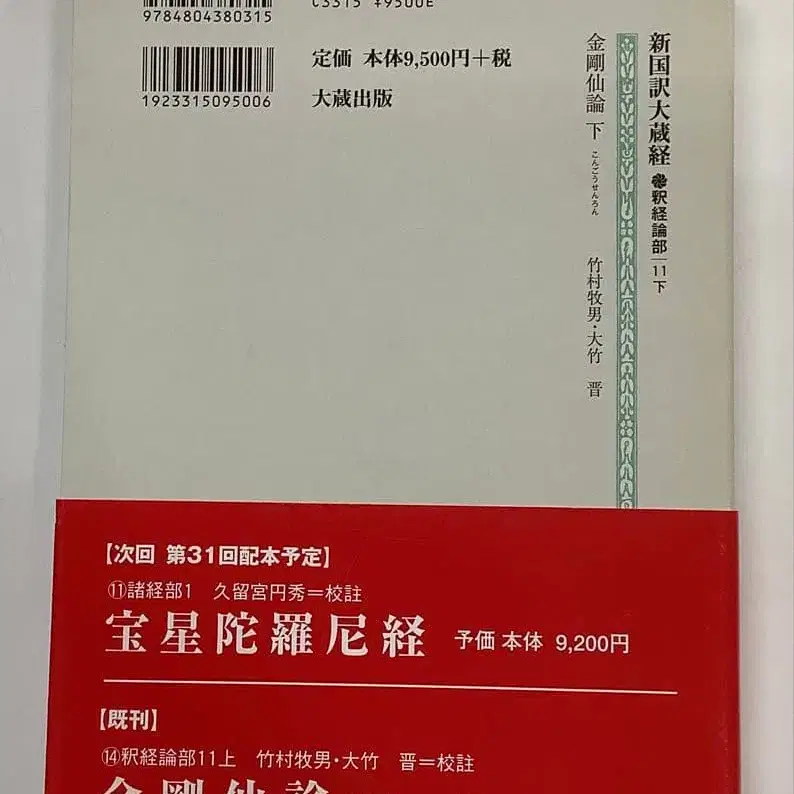 9784804380315
C3315 ¥9500E
1923315095006
定価 本体9,500円+税
大蔵出版
新国訳大蔵経 釈経論部 11下
金剛仙論 下 こんごうせんろん 竹村牧男・大竹 晋
【次回 第31回配本予定】
⑪諸経部1 久留宮円秀=校註
宝星陀羅尼経 予価 本体 9,200円
【既刊】
⑭釈経論部11上 竹村牧男・大竹 晋=校註
金剛仙論